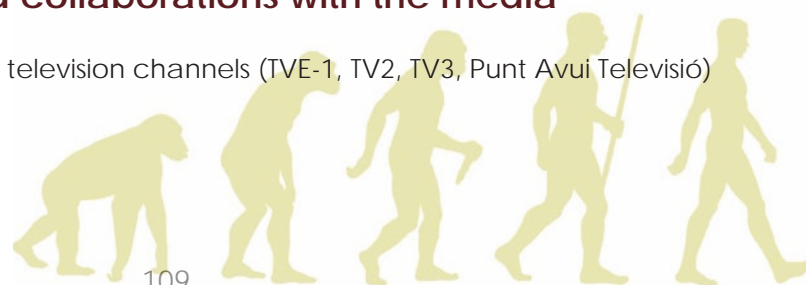 collaborations with the media
television channels (TVE-1, TV2, TV3, Punt Avui Televisió)
109